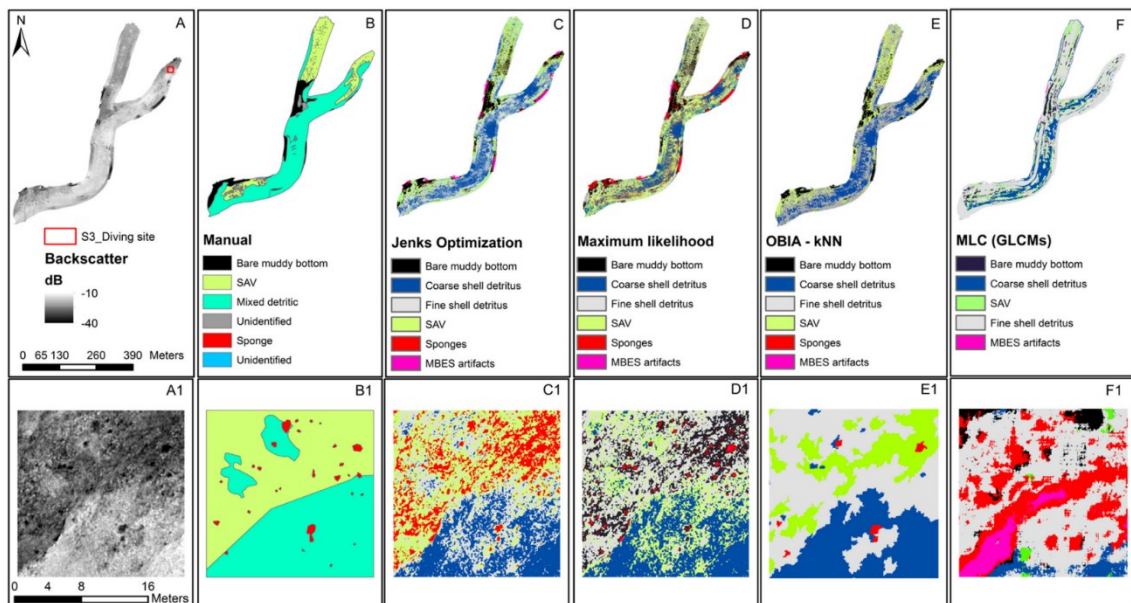 N
A
S3_Diving site
Backscatter
dB
-10
-40
0 65 130 260 390 Meters
B
Manual
Bare muddy bottom
SAV
Mixed detritic
Unidentified
Sponge
Unidentified
C
Jenks Optimization
Bare muddy bottom
Coarse shell detritus
Fine shell detritus
SAV
Sponges
MBES artifacts
D
Maximum likelihood
Bare muddy bottom
Coarse shell detritus
Fine shell detritus
SAV
Sponges
MBES artifacts
E
OBIA - kNN
Bare muddy bottom
Coarse shell detritus
Fine shell detritus
SAV
Sponges
MBES artifacts
F
MLC (GLCMs)
Bare muddy bottom
Coarse shell detritus
SAV
Fine shell detritus
MBES artifacts
A1
0 4 8 16
Meters
B1
C1
D1
E1
F1